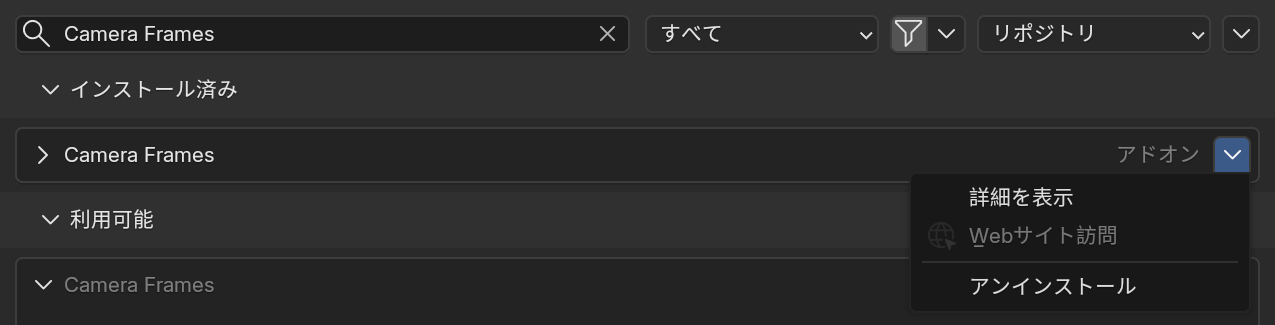 Camera Frames すべて リポジトリ
インストール済み
Camera Frames アドオン
詳細を表示
利用可能
Webサイト訪問
Camera Frames
アンインストール